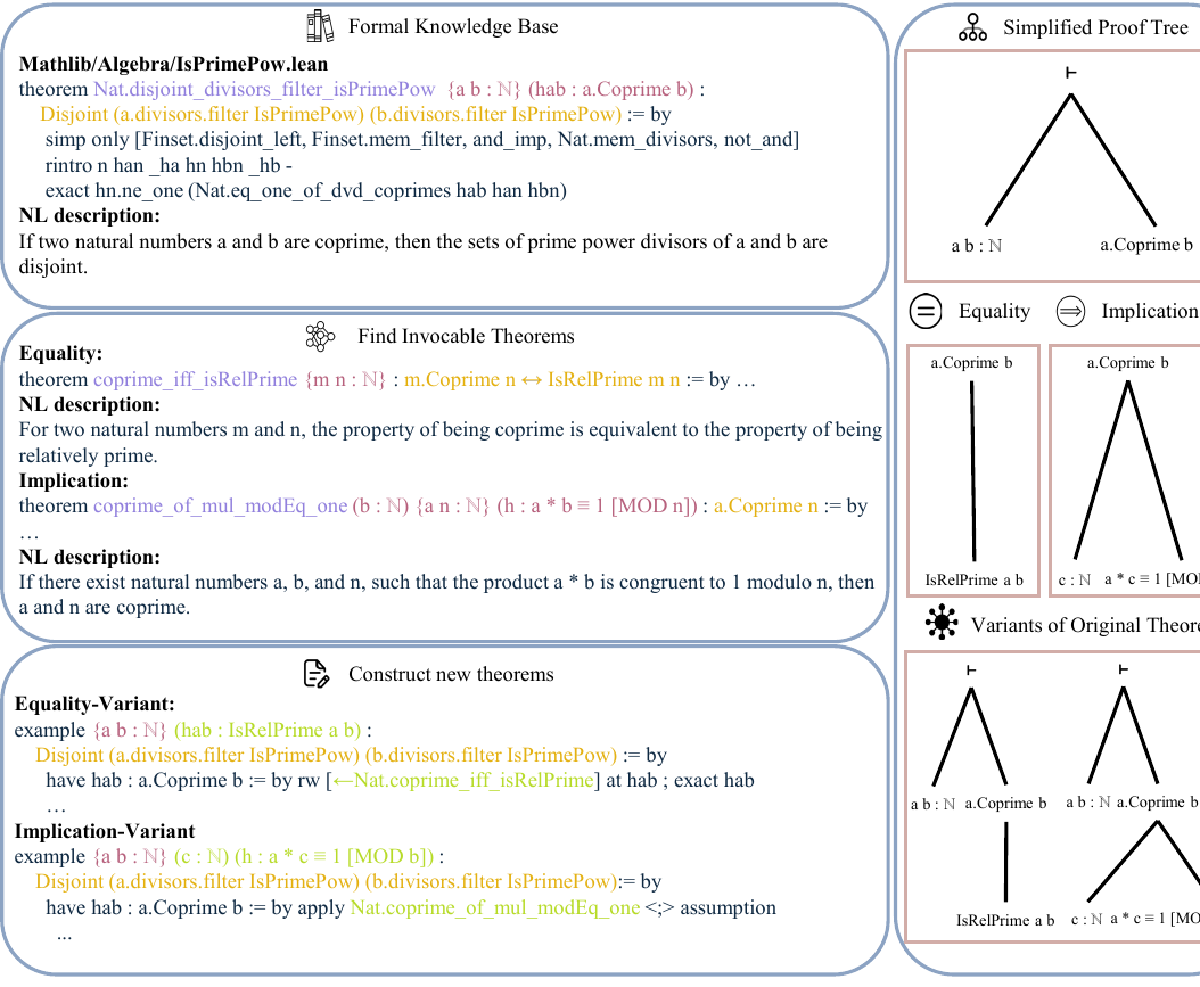 Formal Knowledge Base
Mathlib/Algebra/IsPrimePow.lean
theorem Nat.disjoint_divisors_filter_isPrimePow {a b : ℕ} (hab : a.Coprime b) :
Disjoint (a.divisors.filter IsPrimePow) (b.divisors.filter IsPrimePow) := by
simp only [Finset.disjoint_left, Finset.mem_filter, and_imp, Nat.mem_divisors, not_and]
rintro n han _ha hn hbn _hb -
exact hn.ne_one (Nat.eq_one_of_dvd_coprimes hab han hbn)
NL description:
If two natural numbers a and b are coprime, then the sets of prime power divisors of a and b are
disjoint.
Find Invocable Theorems
Equality:
theorem coprime_iff_isRelPrime {m n : ℕ} : m.Coprime n ↔ IsRelPrime m n := by …
NL description:
For two natural numbers m and n, the property of being coprime is equivalent to the property of being
relatively prime.
Implication:
theorem coprime_of_mul_modEq_one (b : ℕ) {a n : ℕ} (h : a * b ≡ 1 [MOD n]) : a.Coprime n := by
…
NL description:
If there exist natural numbers a, b, and n, such that the product a * b is congruent to 1 modulo n, then
a and n are coprime.
Construct new theorems
Equality-Variant:
example {a b : ℕ} (hab : IsRelPrime a b) :
Disjoint (a.divisors.filter IsPrimePow) (b.divisors.filter IsPrimePow) := by
have hab : a.Coprime b := by rw [←Nat.coprime_iff_isRelPrime] at hab ; exact hab
…
Implication-Variant
example {a b : ℕ} (c : ℕ) (h : a * c ≡ 1 [MOD b]) :
Disjoint (a.divisors.filter IsPrimePow) (b.divisors.filter IsPrimePow):= by
have hab : a.Coprime b := by apply Nat.coprime_of_mul_modEq_one <;> assumption
...
Simplified Proof Tree
⊢
a b : ℕ a.Coprime b
Equality Implication
a.Coprime b a.Coprime b
IsRelPrime a b c : ℕ a * c ≡ 1 [MO
Variants of Original Theore
⊢ ⊢
a b : ℕ a.Coprime b a b : ℕ a.Coprime b
IsRelPrime a b c : ℕ a * c ≡ 1 [MO